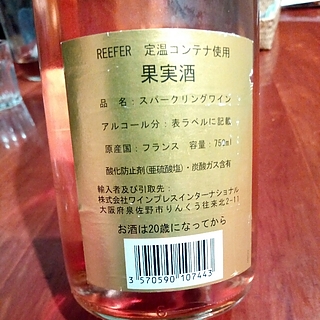 REEFER 定温コンテナ使用
果実酒
品 名：スパークリングワイン
アルコール分：表ラベルに記載
原産国：フランス 容量：750ml
酸化防止剤(亜硫酸塩)・炭酸ガス含有
輸入者及び引取先：
株式会社ワインプレスインターナショナル
大阪府泉佐野市りんくう往来北2-11
お酒は20歳になってから
3 570590 107443